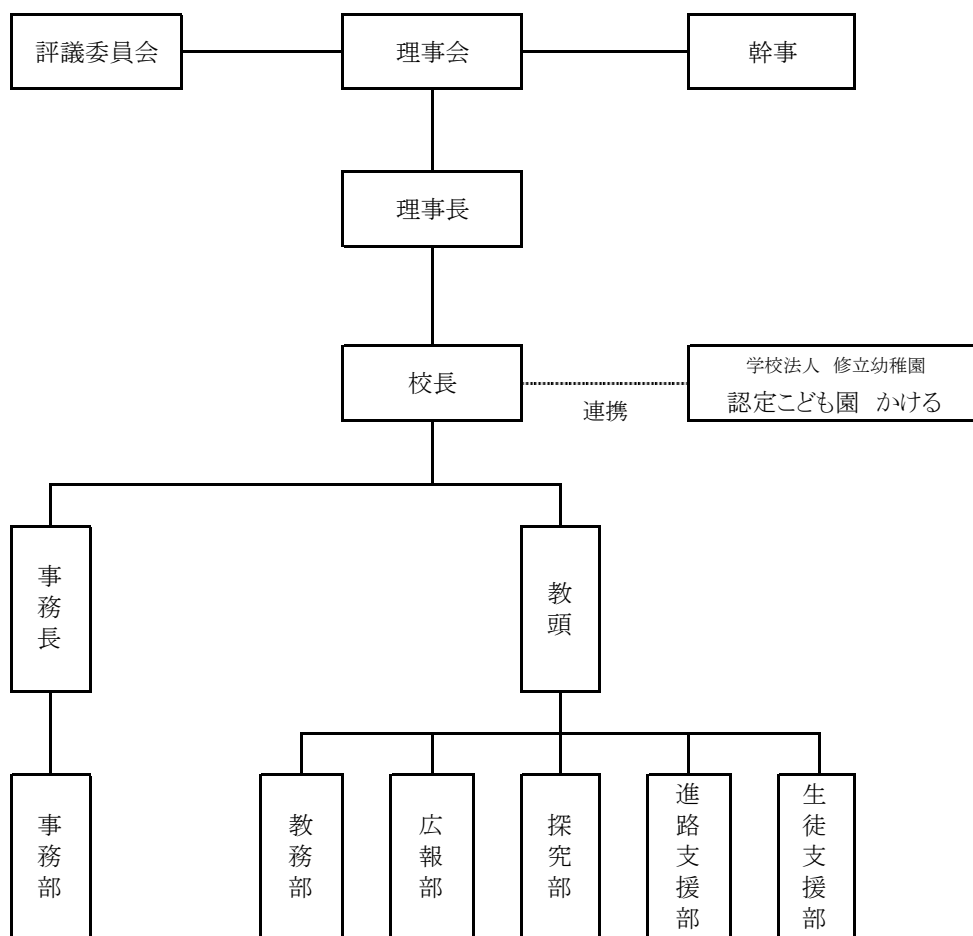 評議委員会
理事会
幹事
理事長
校長
連携
学校法人　修立幼稚園
認定こども園　かける
事務長
教頭
事務部
教務部
広報部
探究部
進路支援部
生徒支援部